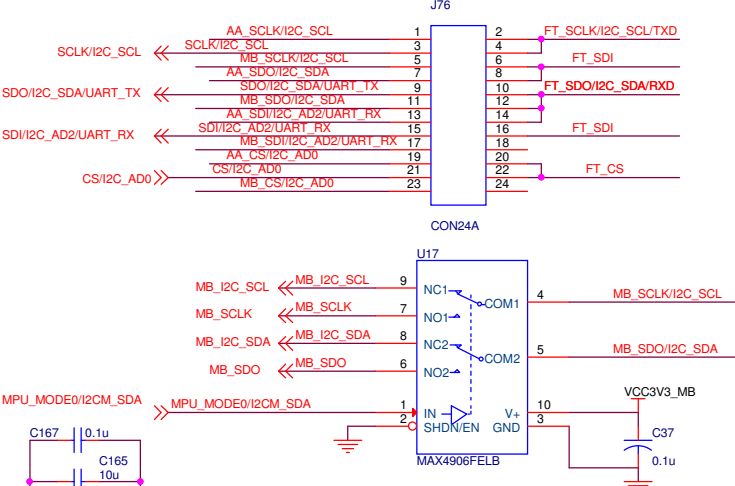 J76
AA_SCLK/I2C_SCL 1 2 FT_SCLK/I2C_SCL/TXD
SCLK/I2C_SCL SCLK/I2C_SCL 3 4
MB_SCLK/I2C_SCL 5 6 FT_SDI
AA_SDO/I2C_SDA 7 8
SDO/I2C_SDA/UART_TX SDO/I2C_SDA/UART_TX 9 10 FT_SDO/I2C_SDA/RXD
MB_SDO/I2C_SDA 11 12
AA_SDI/I2C_AD2/UART_RX 13 14
SDI/I2C_AD2/UART_RX SDI/I2C_AD2/UART_RX 15 16 FT_SDI
MB_SDI/I2C_AD2/UART_RX 17 18
AA_CS/I2C_AD0 19 20
CS/I2C_AD0 CS/I2C_AD0 21 22 FT_CS
MB_CS/I2C_AD0 23 24
CON24A
U17
MB_I2C_SCL MB_I2C_SCL 9 NC1 COM1 4 MB_SCLK/I2C_SCL
MB_SCLK MB_SCLK 7 NO1
MB_I2C_SDA MB_I2C_SDA 8 NC2 COM2 5 MB_SDO/I2C_SDA
MB_SDO MB_SDO 6 NO2
VCC3V3_MB
MPU_MODE0/I2CM_SDA MPU_MODE0/I2CM_SDA 1 IN V+ 10
2 SHDN/EN GND 3
C167 0.1u C37
C165 MAX4906FELB 0.1u
10u